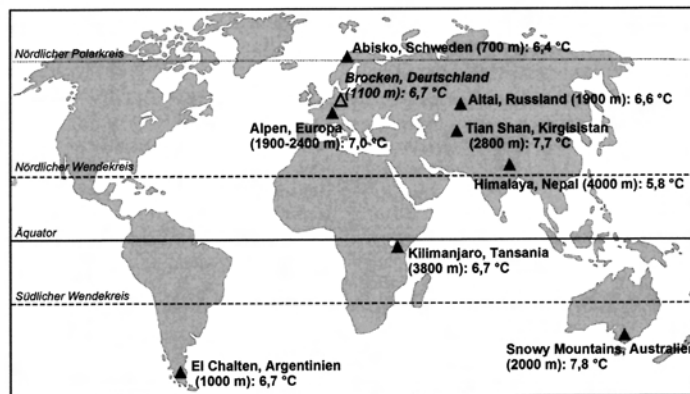 Abisko, Schweden (700 m): 6,4 °C
Nördlicher Polarkreis
Brocken, Deutschland
(1100 m): 6,7 °C
Altai, Russland (1900 m): 6,6 °C
Alpen, Europa
(1900-2400 m): 7,0 °C
Tian Shan, Kirgisistan
(2800 m): 7,7 °C
Nördlicher Wendekreis
Himalaya, Nepal (4000 m): 5,8 °C
Äquator
Kilimanjaro, Tansania
(3800 m): 6,7 °C
Südlicher Wendekreis
Snowy Mountains, Australien
(2000 m): 7,8 °C
El Chalten, Argentinien
(1000 m): 6,7 °C